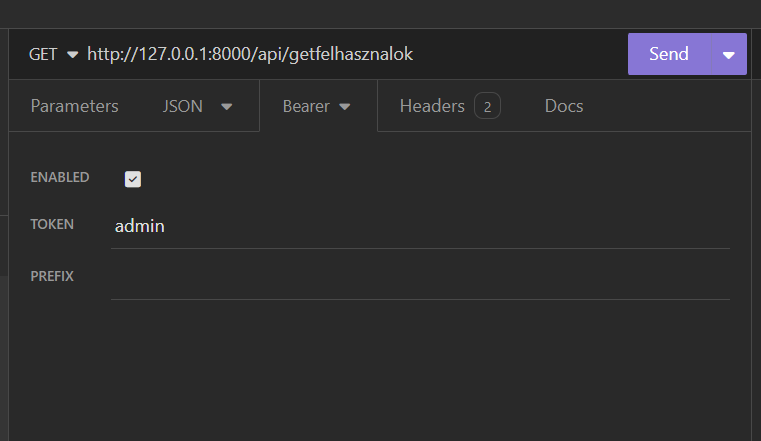 GET http://127.0.0.1:8000/api/getfelhasznalok Send
Parameters JSON Bearer Headers 2 Docs
ENABLED
TOKEN admin
PREFIX